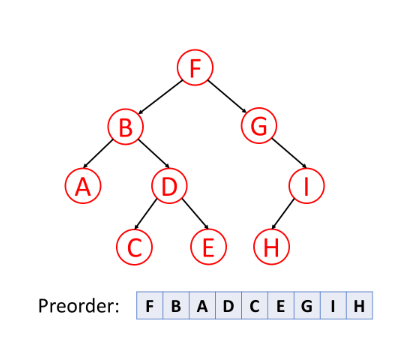 F
B G
A D I
C E H
Preorder: F B A D C E G I H